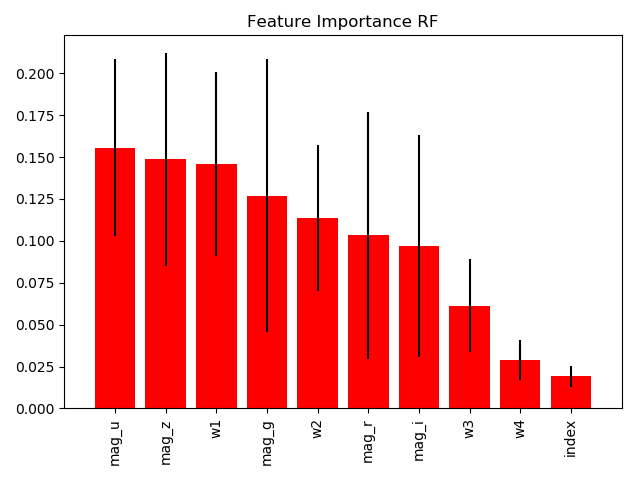 Feature Importance RF
0.200
0.175
0.150
0.125
0.100
0.075
0.050
0.025
0.000
mag_u
mag_z
w1
mag_g
w2
mag_r
mag_i
w3
w4
index